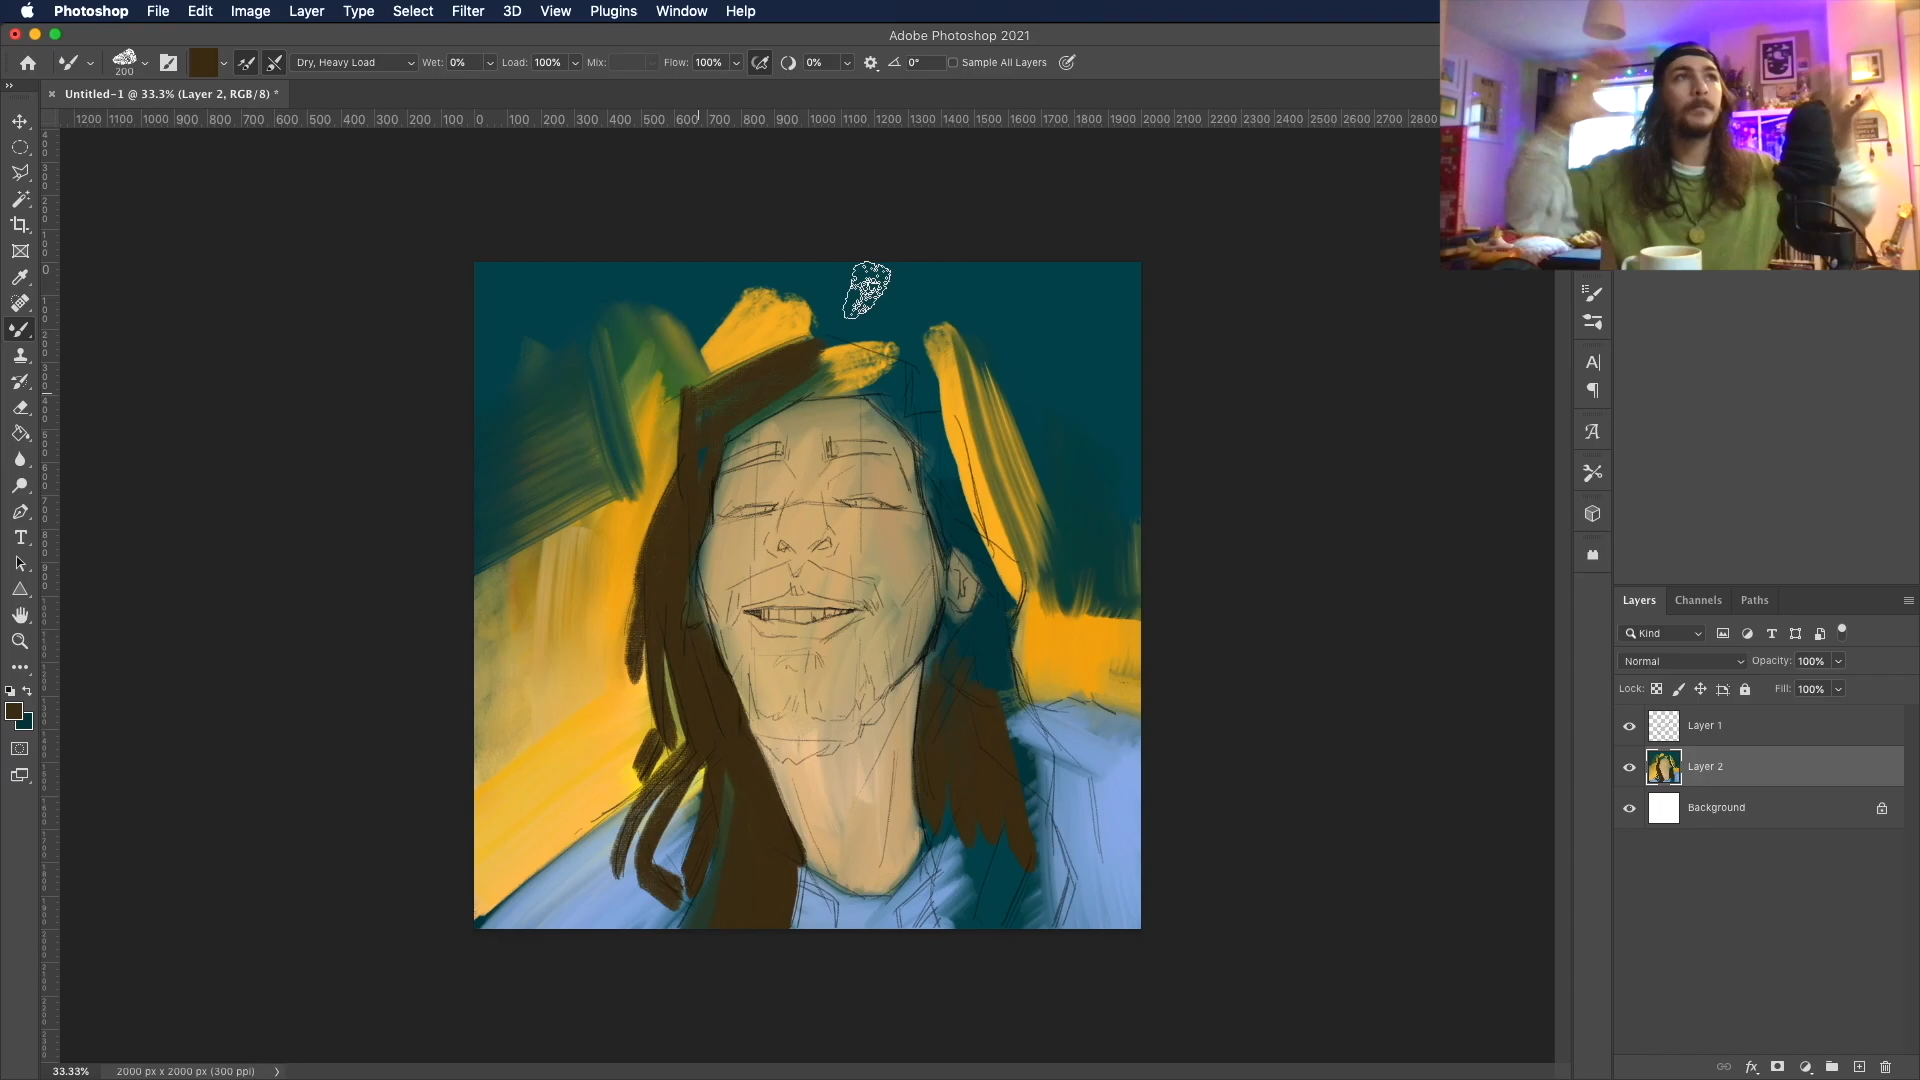 Photoshop File Edit Image Layer Type Select Filter 3D View Plugins Window Help
Adobe Photoshop 2021
200
Dry, Heavy Load
Wet: 0%
Load: 100%
Mix:
Flow: 100%
0%
0°
Sample All Layers
Untitled-1 @ 33.3% (Layer 2, RGB/8) *
1200 1100 1000 900 800 700 600 500 400 300 200 100 0 100 200 300 400 500 600 700 800 900 1000 1100 1200 1300 1400 1500 1600 1700 1800 1900 2000 2100 2200 2300 2400 2500 2600 2700 2800
Layers Channels Paths
Kind
Normal
Opacity: 100%
Lock:
Fill: 100%
Layer 1
Layer 2
Background
33.33%
2000 px x 2000 px (300 ppi)